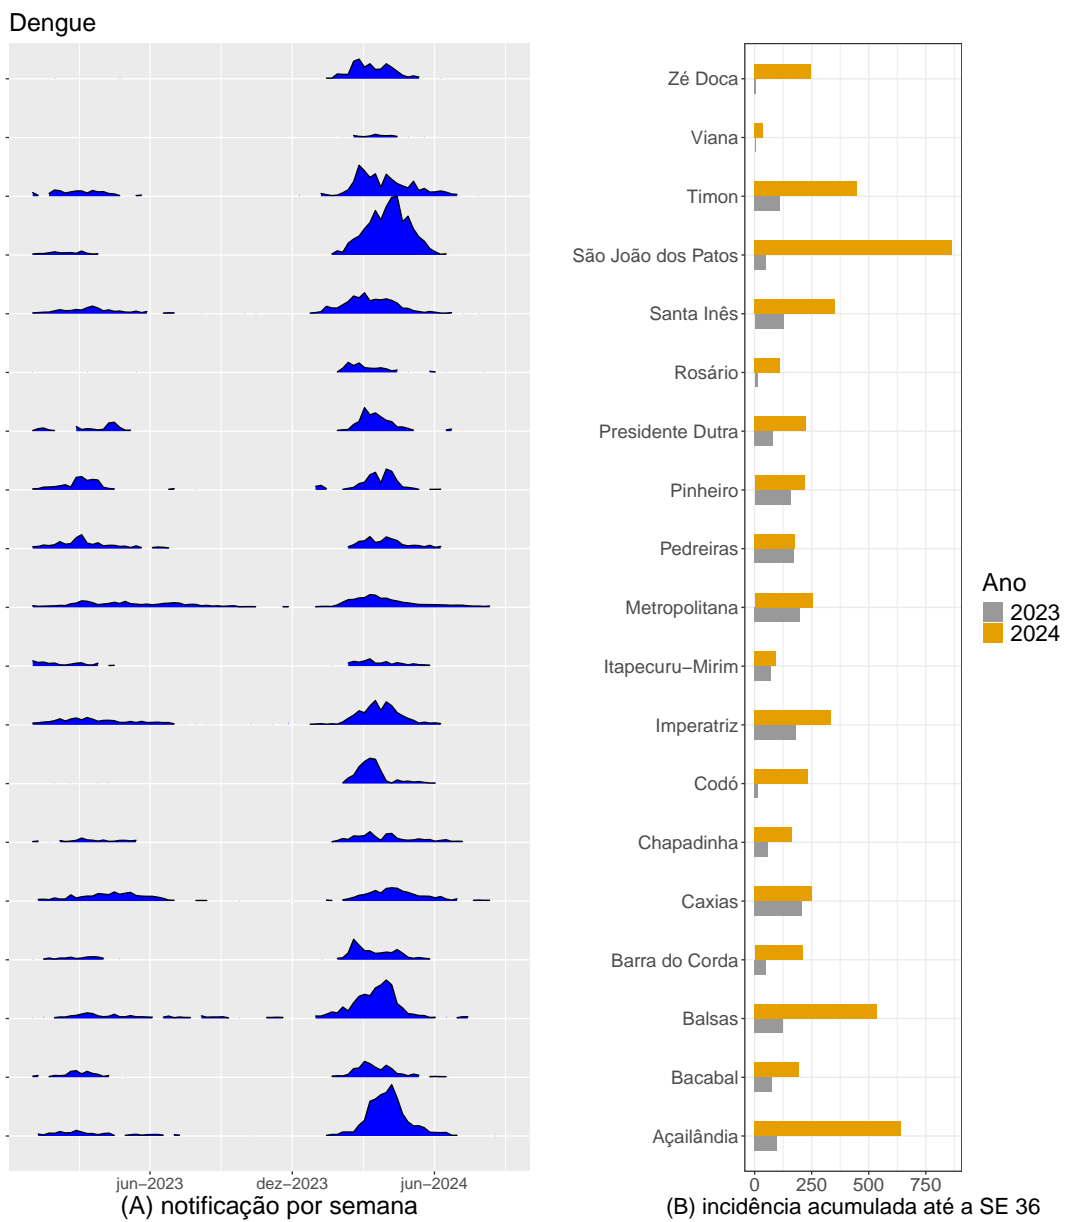 Dengue
Zé Doca
Viana
Timon
São João dos Patos
Santa Inês
Rosário
Presidente Dutra
Pinheiro
Pedreiras
Metropolitana
Itapecuru−Mirim
Imperatriz
Codó
Chapadinha
Caxias
Barra do Corda
Balsas
Bacabal
Açailândia
Ano
2023
2024
jun−2023 dez−2023 jun−2024
0 250 500 750
(A) notificação por semana
(B) incidência acumulada até a SE 36